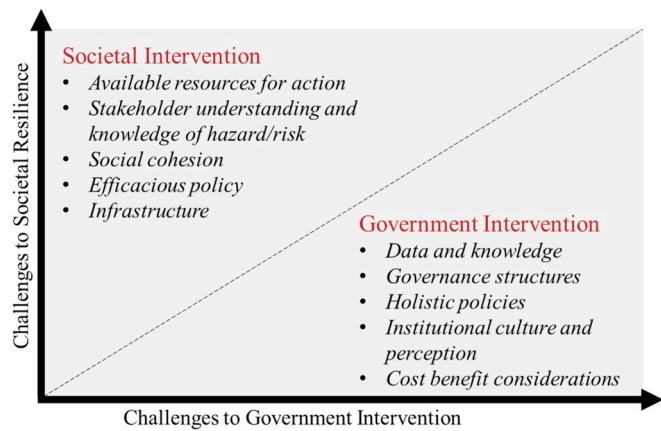 Challenges to Societal Resilience
Societal Intervention
• Available resources for action
• Stakeholder understanding and
knowledge of hazard/risk
• Social cohesion
• Efficacious policy
• Infrastructure
Government Intervention
• Data and knowledge
• Governance structures
• Holistic policies
• Institutional culture and
perception
• Cost benefit considerations
Challenges to Government Intervention